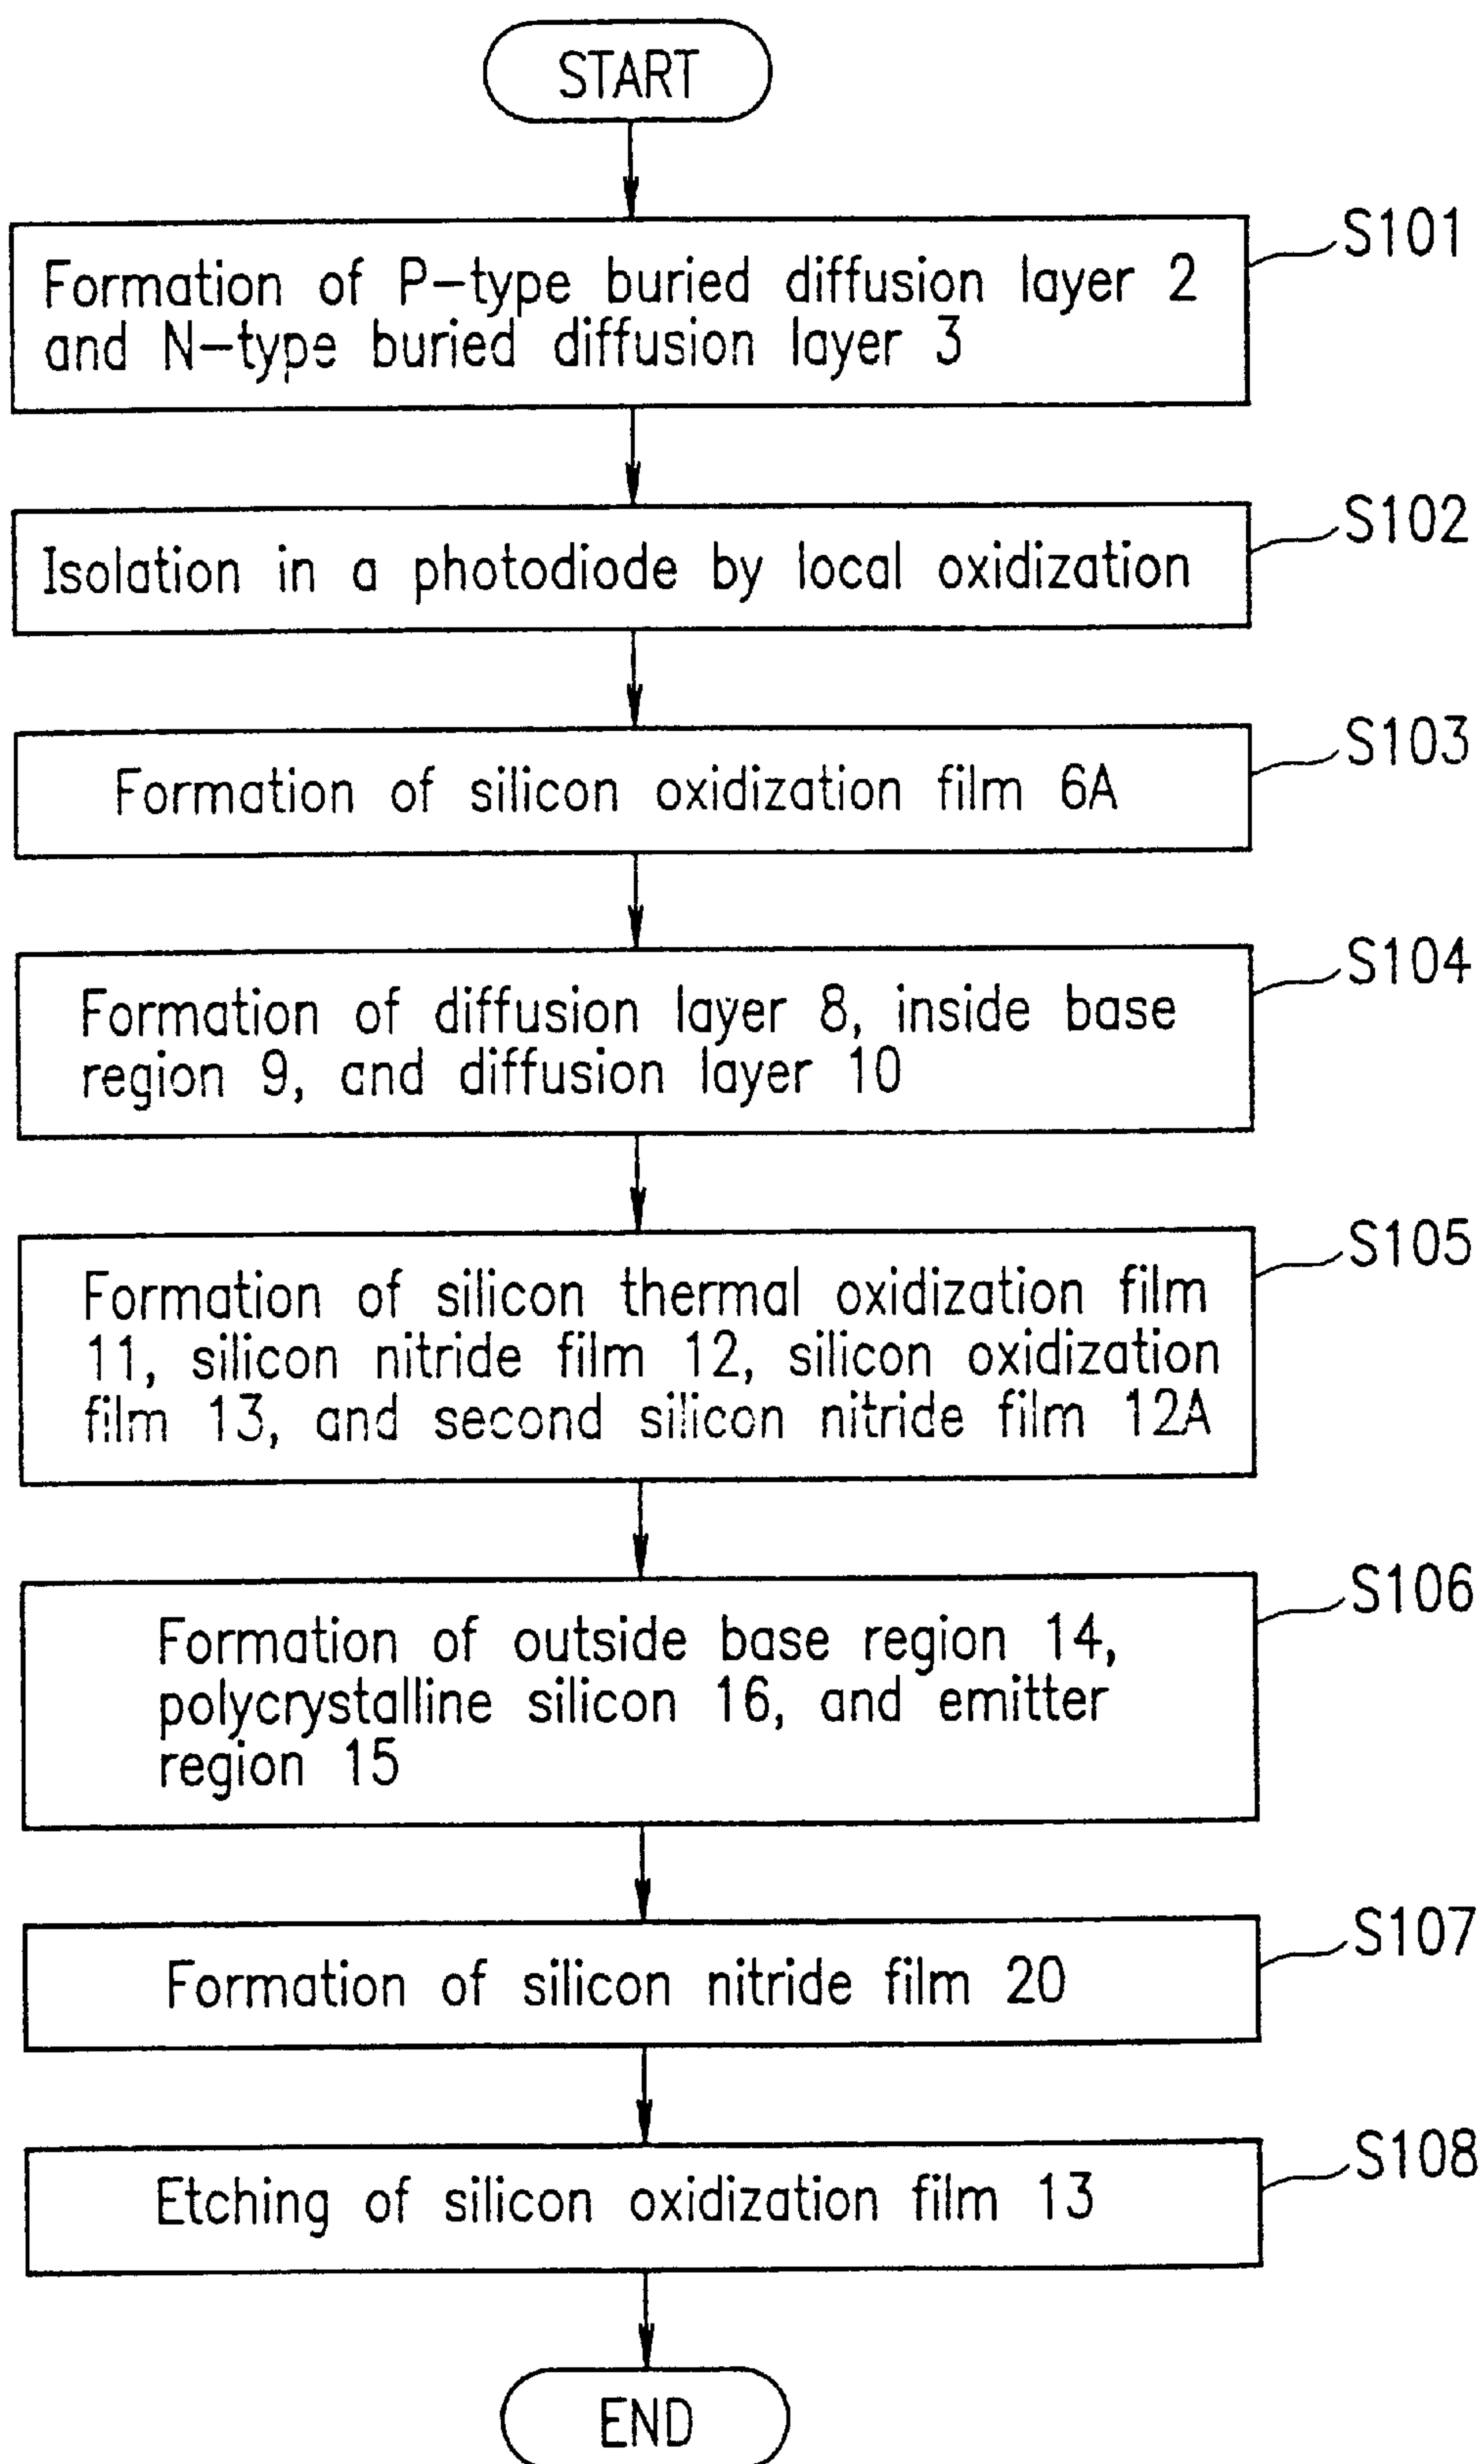 START
S101
Formation of P-type buried diffusion layer 2
and N-type buried diffusion layer 3
S102
Isolation in a photodiode by local oxidization
S103
Formation of silicon oxidization film 6A
S104
Formation of diffusion layer 8, inside base
region 9, and diffusion layer 10
S105
Formation of silicon thermal oxidization film
11, silicon nitride film 12, silicon oxidization
film 13, and second silicon nitride film 12A
S106
Formation of outside base region 14,
polycrystalline silicon 16, and emitter
region 15
S107
Formation of silicon nitride film 20
S108
Etching of silicon oxidization film 13
END